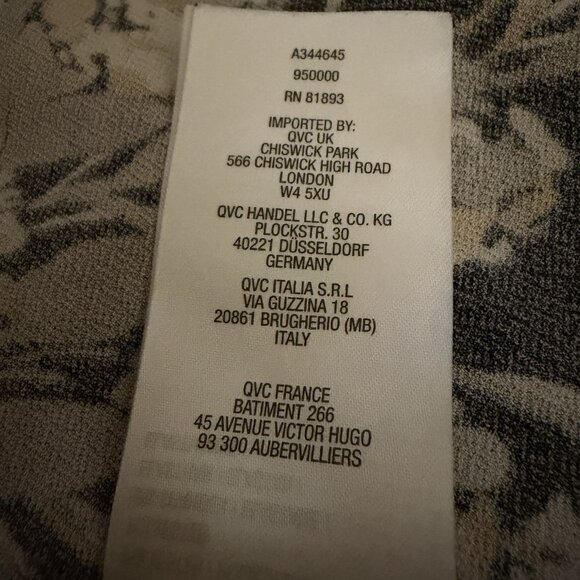 A344645
950000
RN 81893
IMPORTED BY:
QVC UK
CHISWICK PARK
566 CHISWICK HIGH ROAD
LONDON
W4 5XU
QVC HANDEL LLC & CO. KG
PLOCKSTR. 30
40221 DÜSSELDORF
GERMANY
QVC ITALIA S.R.L
VIA GUZZINA 18
20861 BRUGHERIO (MB)
ITALY
QVC FRANCE
BATIMENT 266
45 AVENUE VICTOR HUGO
93 300 AUBERVILLIERS